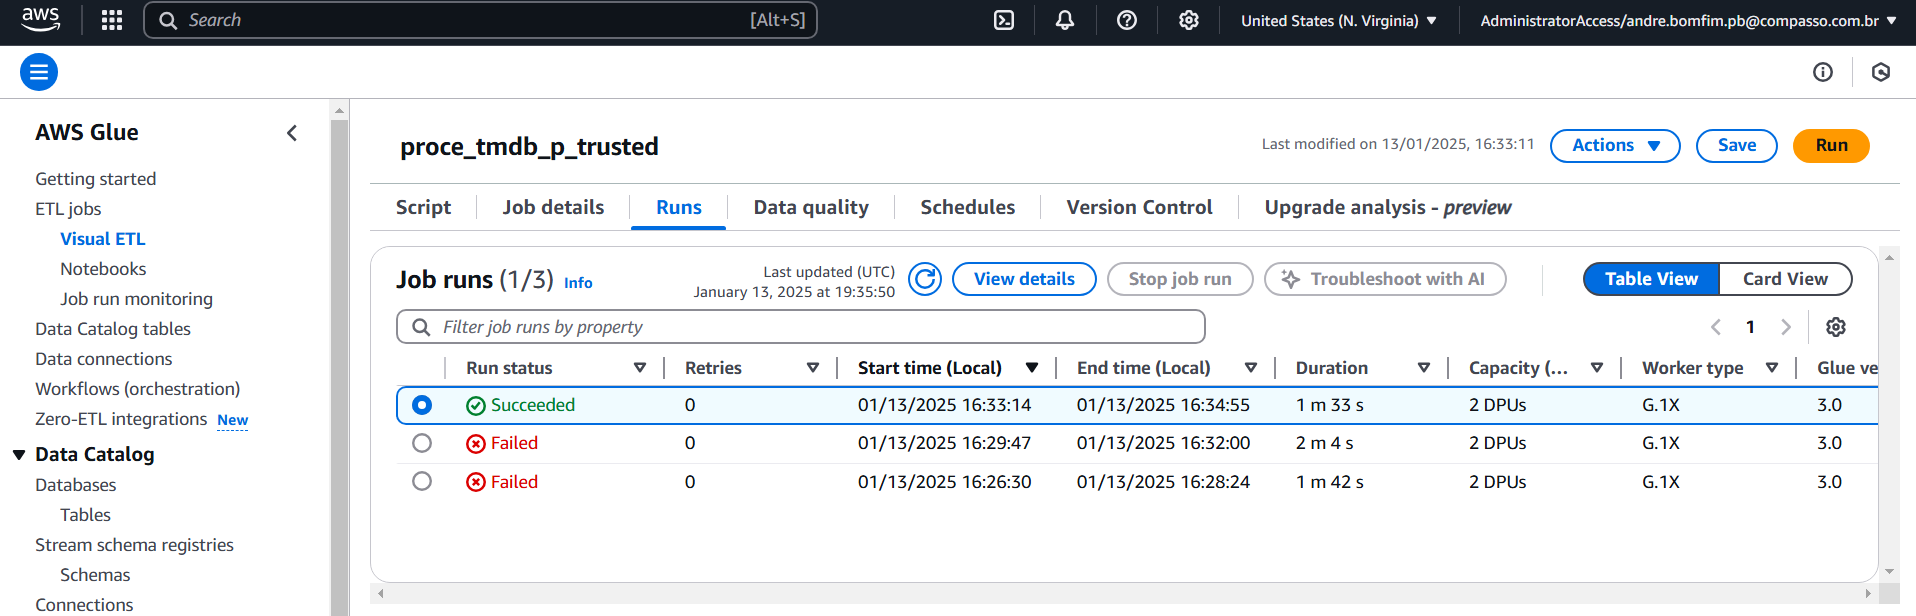 aws Search [Alt+S] United States (N. Virginia) AdministratorAccess/andre.bomfim.pb@compasso.com.br
AWS Glue
Getting started
ETL jobs
Visual ETL
Notebooks
Job run monitoring
Data Catalog tables
Data connections
Workflows (orchestration)
Zero-ETL integrations New
Data Catalog
Databases
Tables
Stream schema registries
Schemas
Connections
proce_tmdb_p_trusted
Last modified on 13/01/2025, 16:33:11 Actions Save Run
Script Job details Runs Data quality Schedules Version Control Upgrade analysis - preview
Job runs (1/3) Info
Last updated (UTC)
January 13, 2025 at 19:35:50
View details Stop job run Troubleshoot with AI Table View Card View
Filter job runs by property
1
Run status Retries Start time (Local) End time (Local) Duration Capacity (... Worker type Glue ve
Succeeded 0 01/13/2025 16:33:14 01/13/2025 16:34:55 1 m 33 s 2 DPUs G.1X 3.0
Failed 0 01/13/2025 16:29:47 01/13/2025 16:32:00 2 m 4 s 2 DPUs G.1X 3.0
Failed 0 01/13/2025 16:26:30 01/13/2025 16:28:24 1 m 42 s 2 DPUs G.1X 3.0